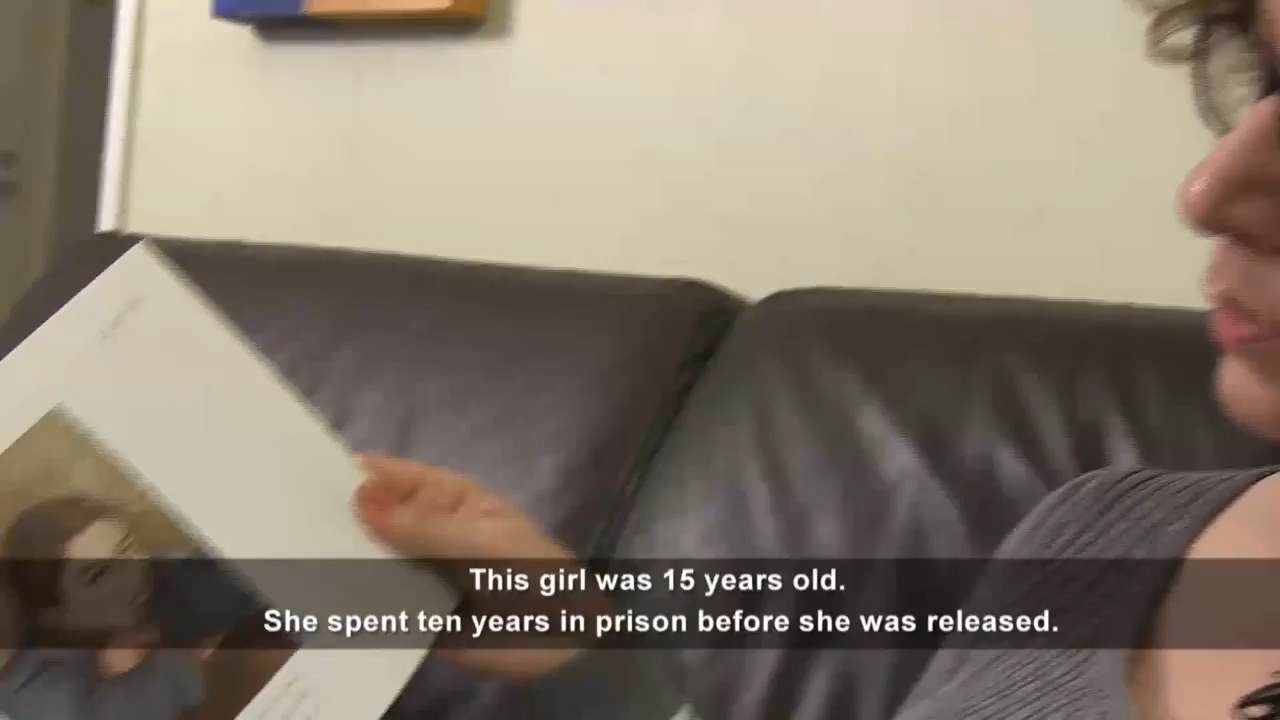 This girl was 15 years old.
She spent ten years in prison before she was released.